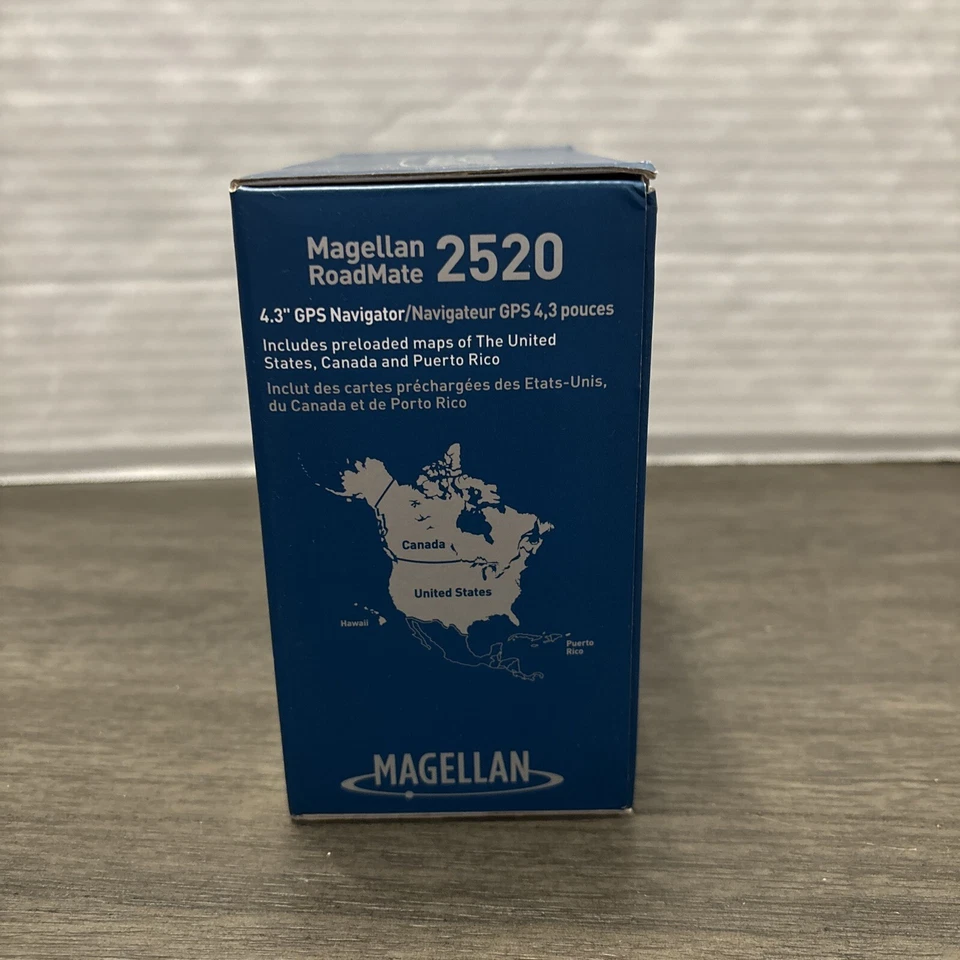 Magellan
RoadMate 2520
4.3" GPS Navigator/Navigateur GPS 4,3 pouces
Includes preloaded maps of The United
States, Canada and Puerto Rico
Inclut des cartes préchargées des Etats-Unis,
du Canada et de Porto Rico
Canada
United States
Hawaii
Puerto
Rico
MAGELLAN